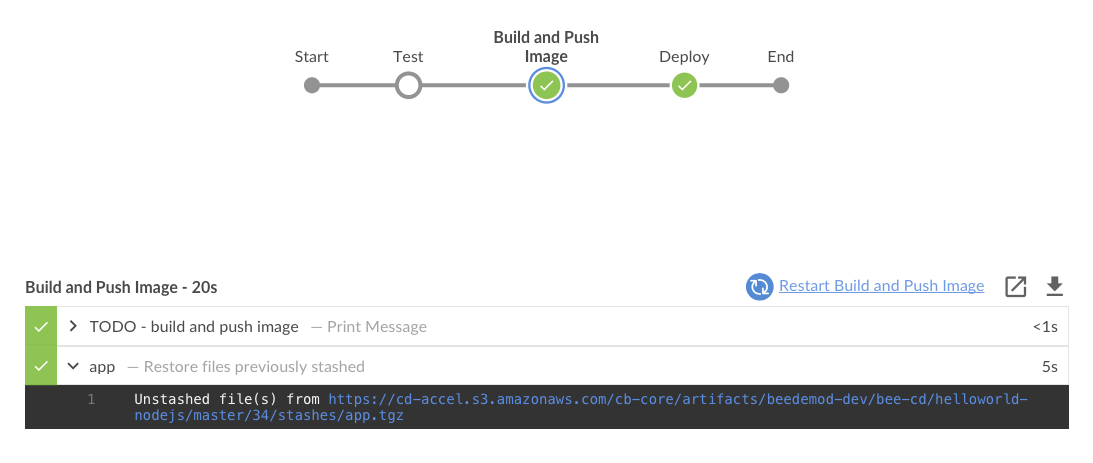 Build and Push
Start Test Image Deploy End
Build and Push Image - 20s Restart Build and Push Image
TODO - build and push image — Print Message <1s
app — Restore files previously stashed 5s
1 Unstashed file(s) from https://cd-accel.s3.amazonaws.com/cb-core/artifacts/beedemod-dev/bee-cd/helloworld-
nodejs/master/34/stashes/app.tgz